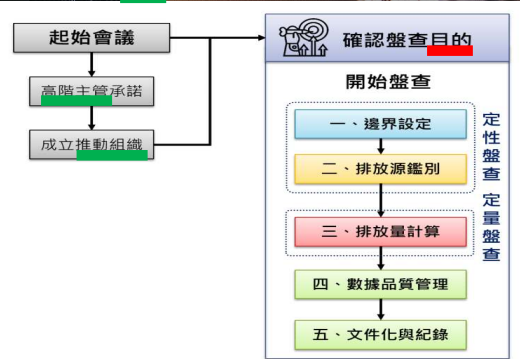 起始會議
高階主管承諾
成立推動組織
確認盤查目的
開始盤查
一、邊界設定
二、排放源鑑別
定性盤查
三、排放量計算
定量盤查
四、數據品質管理
五、文件化與紀錄